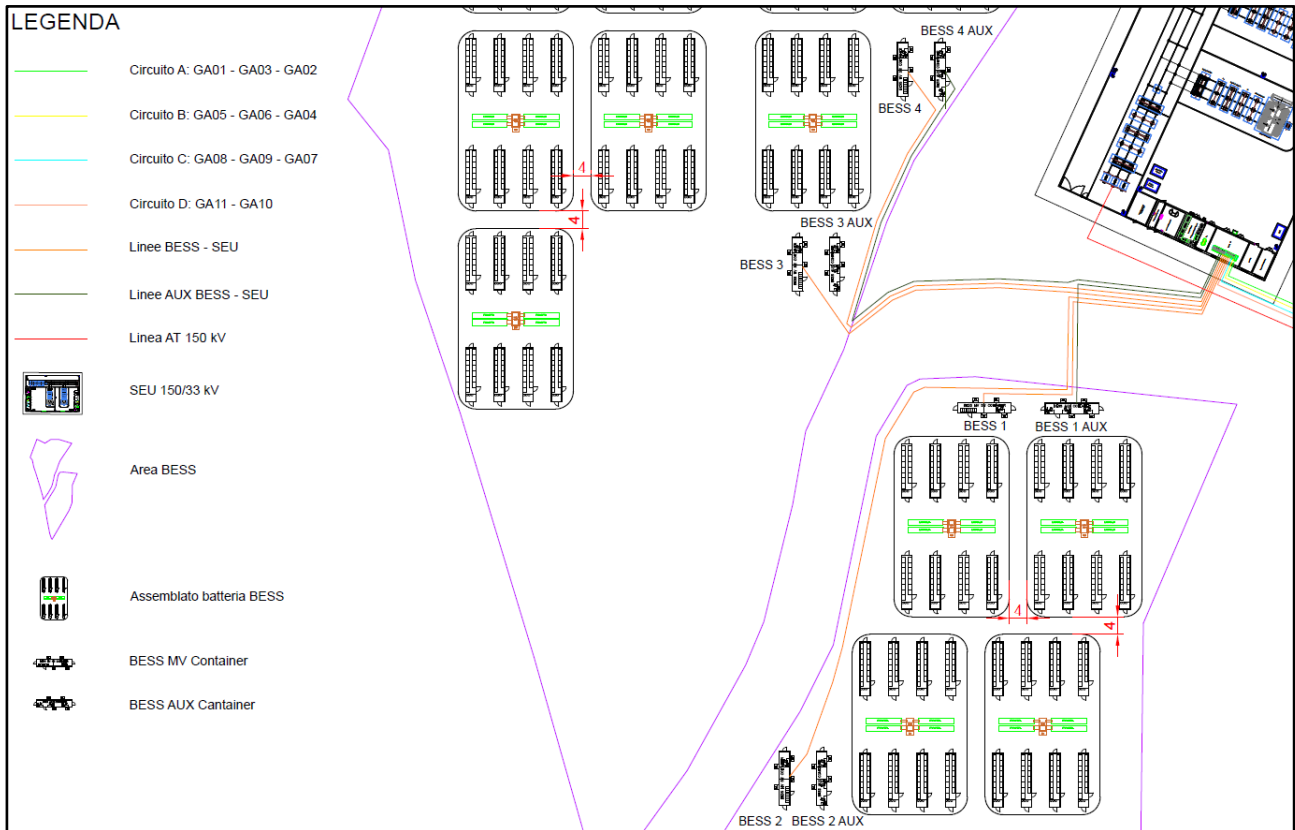 LEGENDA
Circuito A: GA01 - GA03 - GA02
Circuito B: GA05 - GA06 - GA04
Circuito C: GA08 - GA09 - GA07
Circuito D: GA11 - GA10
Linee BESS - SEU
Linee AUX BESS - SEU
Linea AT 150 kV
SEU 150/33 kV
Area BESS
Assemblato batteria BESS
BESS MV Container
BESS AUX Cantainer
BESS 4 AUX
BESS 4
4
4
BESS 3 AUX
BESS 3
BESS 1
BESS 1 AUX
4
4
BESS 2
BESS 2 AUX